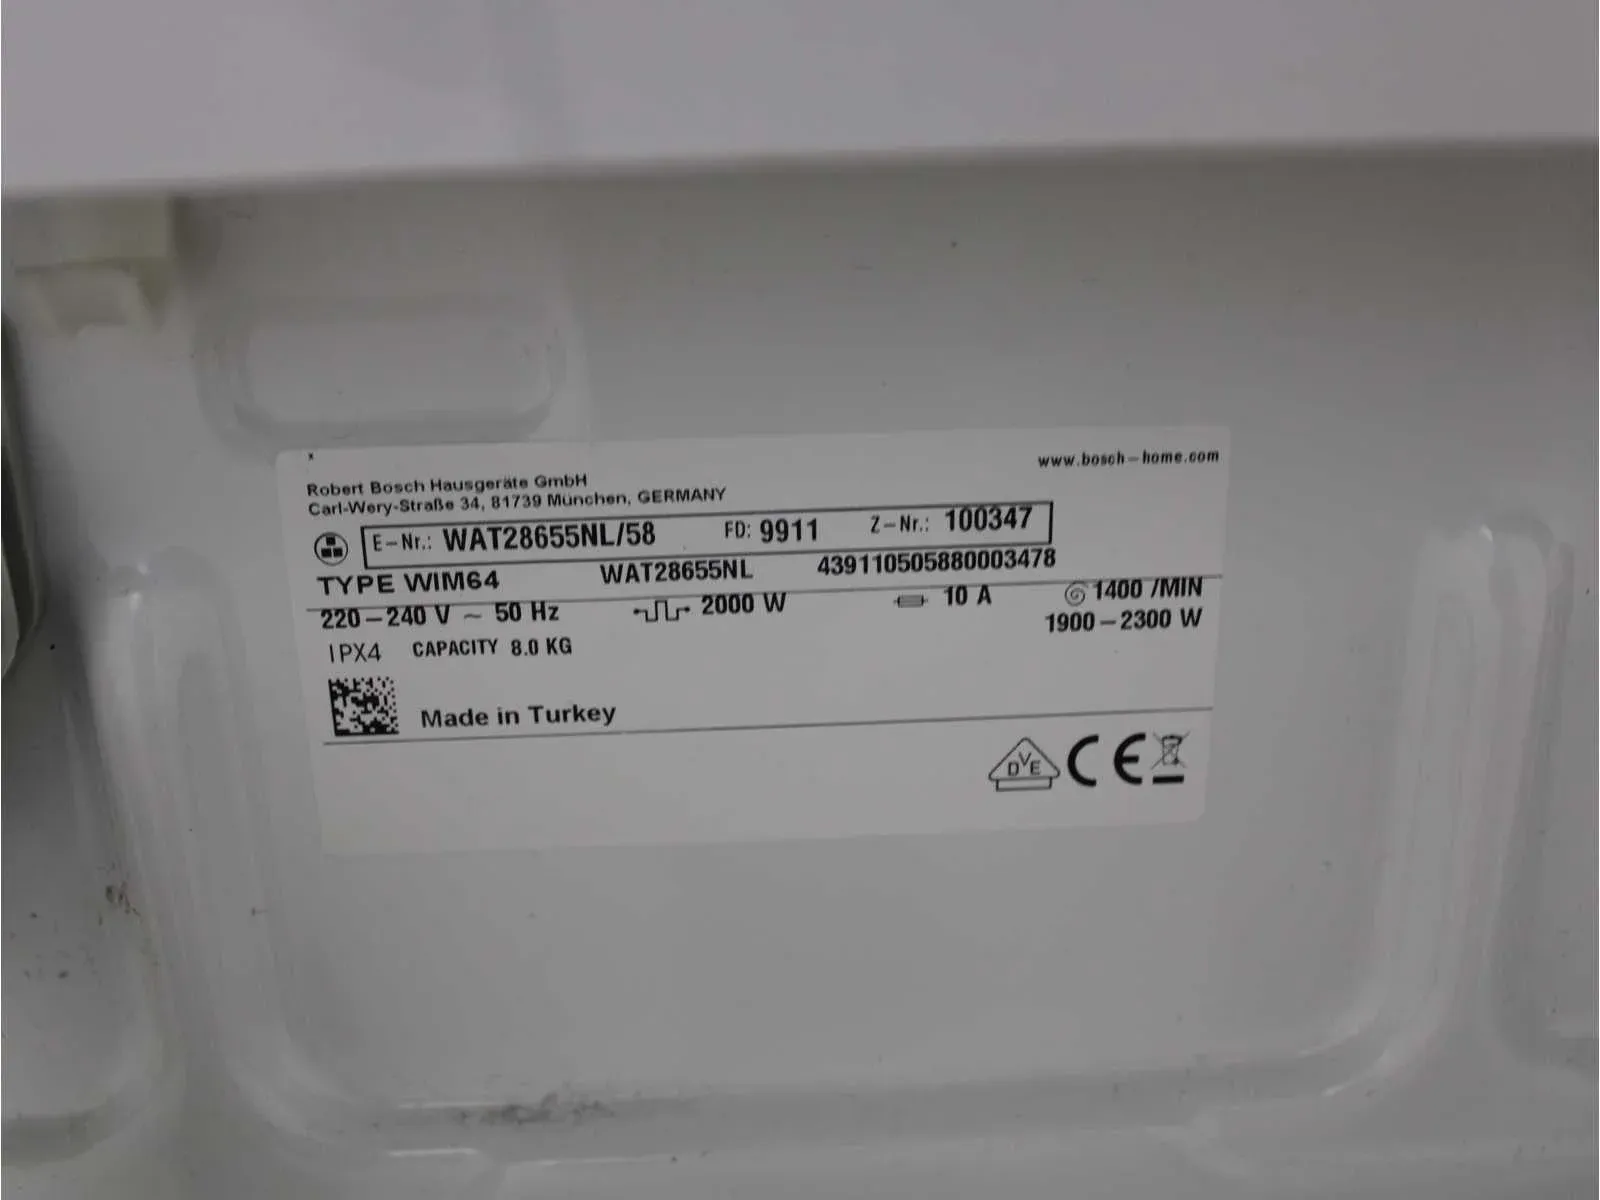 www.bosch-home.com
Robert Bosch Hausgeräte GmbH
Carl-Wery-Straße 34, 81739 München, GERMANY
E-Nr.: WAT28655NL/58 FD: 9911 Z-Nr.: 100347
TYPE WIM64 WAT28655NL 439110505880003478
220-240 V ~ 50 Hz 2000 W 10 A 1400 /MIN
1900-2300 W
IPX4 CAPACITY 8.0 KG
Made in Turkey
DVE CE